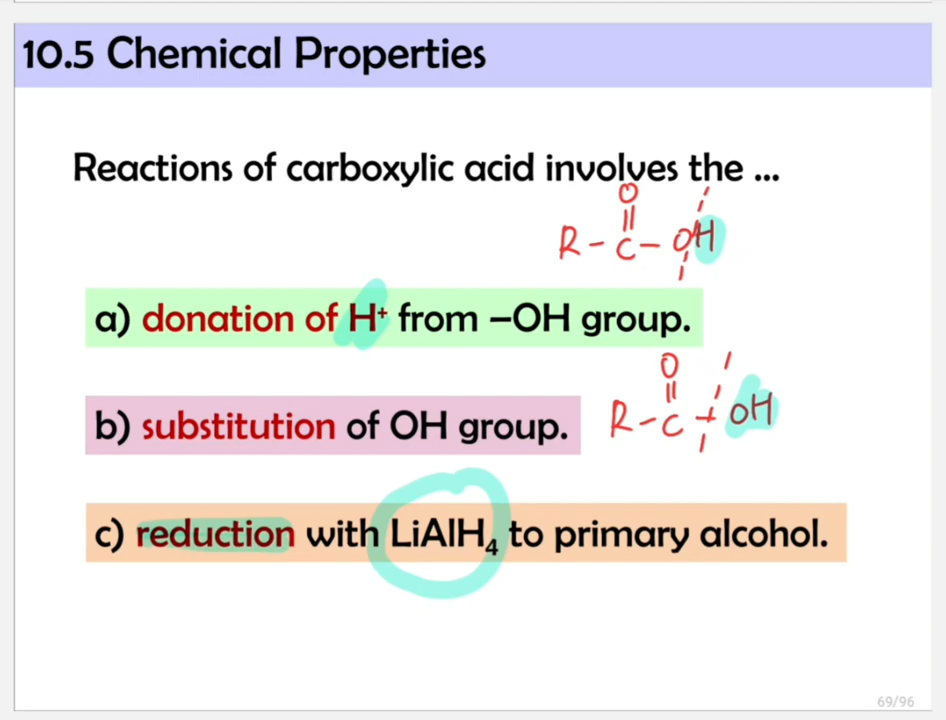 10.5 Chemical Properties
Reactions of carboxylic acid involves the ...
O
R - C - OH
a) donation of H⁺ from –OH group.
O
R - C - OH
b) substitution of OH group.
c) reduction with LiAlH₄ to primary alcohol.
69/96